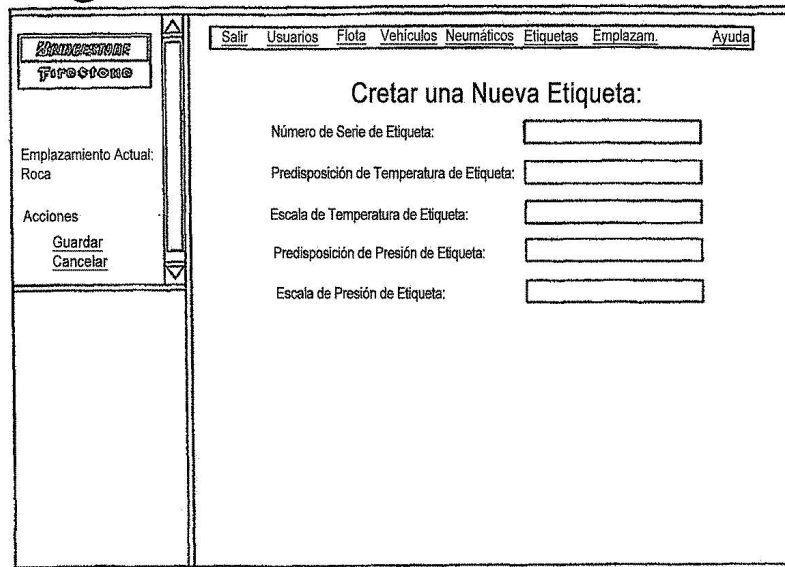 BRIDGESTONE
Firestone
Emplazamiento Actual:
Roca
Acciones
Guardar
Cancelar
Salir Usuarios Flota Vehículos Neumáticos Etiquetas Emplazam. Ayuda
Cretar una Nueva Etiqueta:
Número de Serie de Etiqueta:
Predisposición de Temperatura de Etiqueta:
Escala de Temperatura de Etiqueta:
Predisposición de Presión de Etiqueta:
Escala de Presión de Etiqueta: